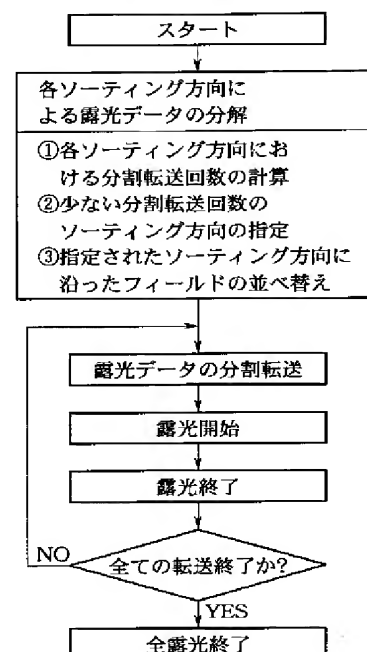 スタート
各ソーティング方向に
よる露光データの分解
①各ソーティング方向にお
ける分割転送回数の計算
②少ない分割転送回数の
ソーティング方向の指定
③指定されたソーティング方向に
沿ったフィールドの並べ替え
露光データの分割転送
露光開始
露光終了
全ての転送終了か?
NO
YES
全露光終了